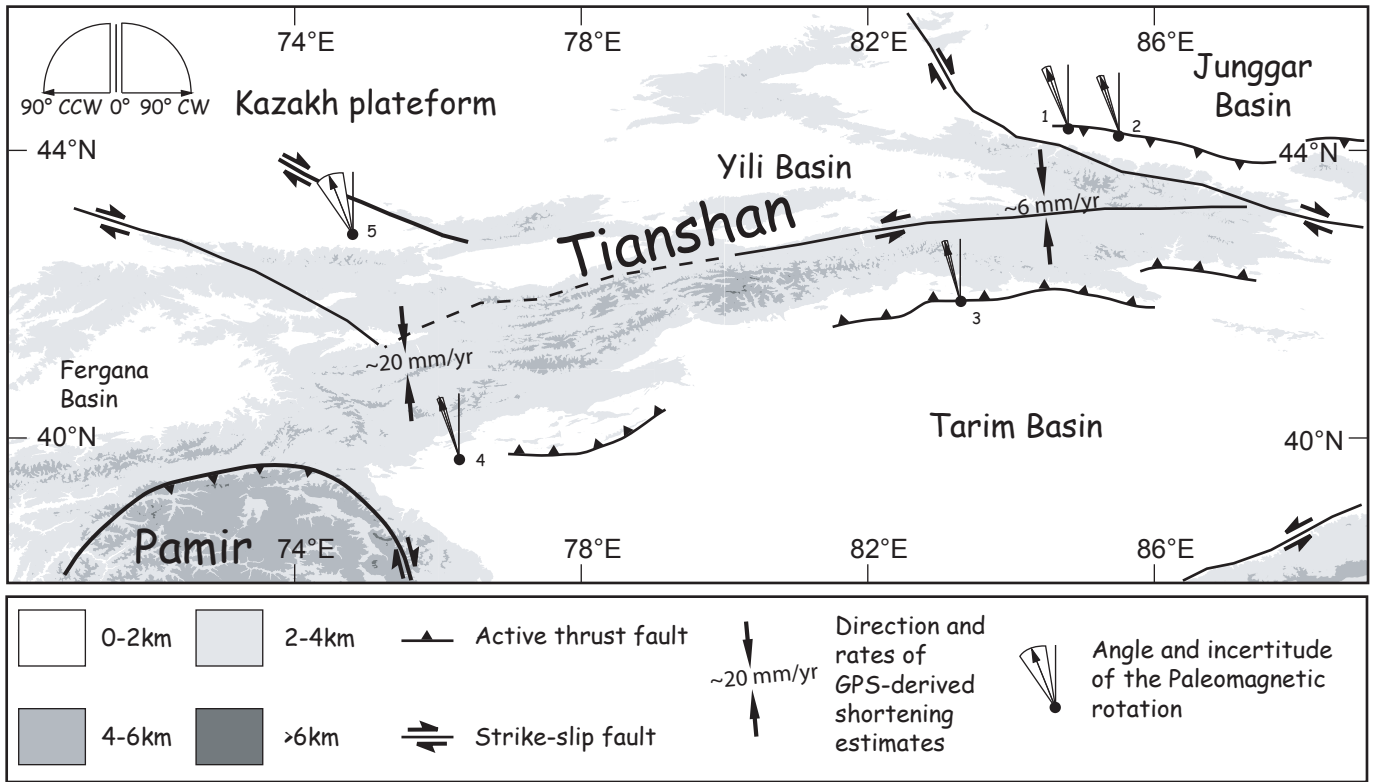 74°E
78°E
82°E
86°E
90° CCW
0°
90° CW
Kazakh plateform
Junggar
Basin
1
2
44°N
44°N
Yili Basin
~6 mm/yr
Tianshan
5
3
~20 mm/yr
Fergana
Basin
40°N
4
Tarim Basin
40°N
Pamir
74°E
78°E
82°E
86°E
0-2km
2-4km
Active thrust fault
~20 mm/yr
Direction and
rates of
GPS-derived
shortening
estimates
Angle and incertitude
of the Paleomagnetic
rotation
4-6km
>6km
Strike-slip fault